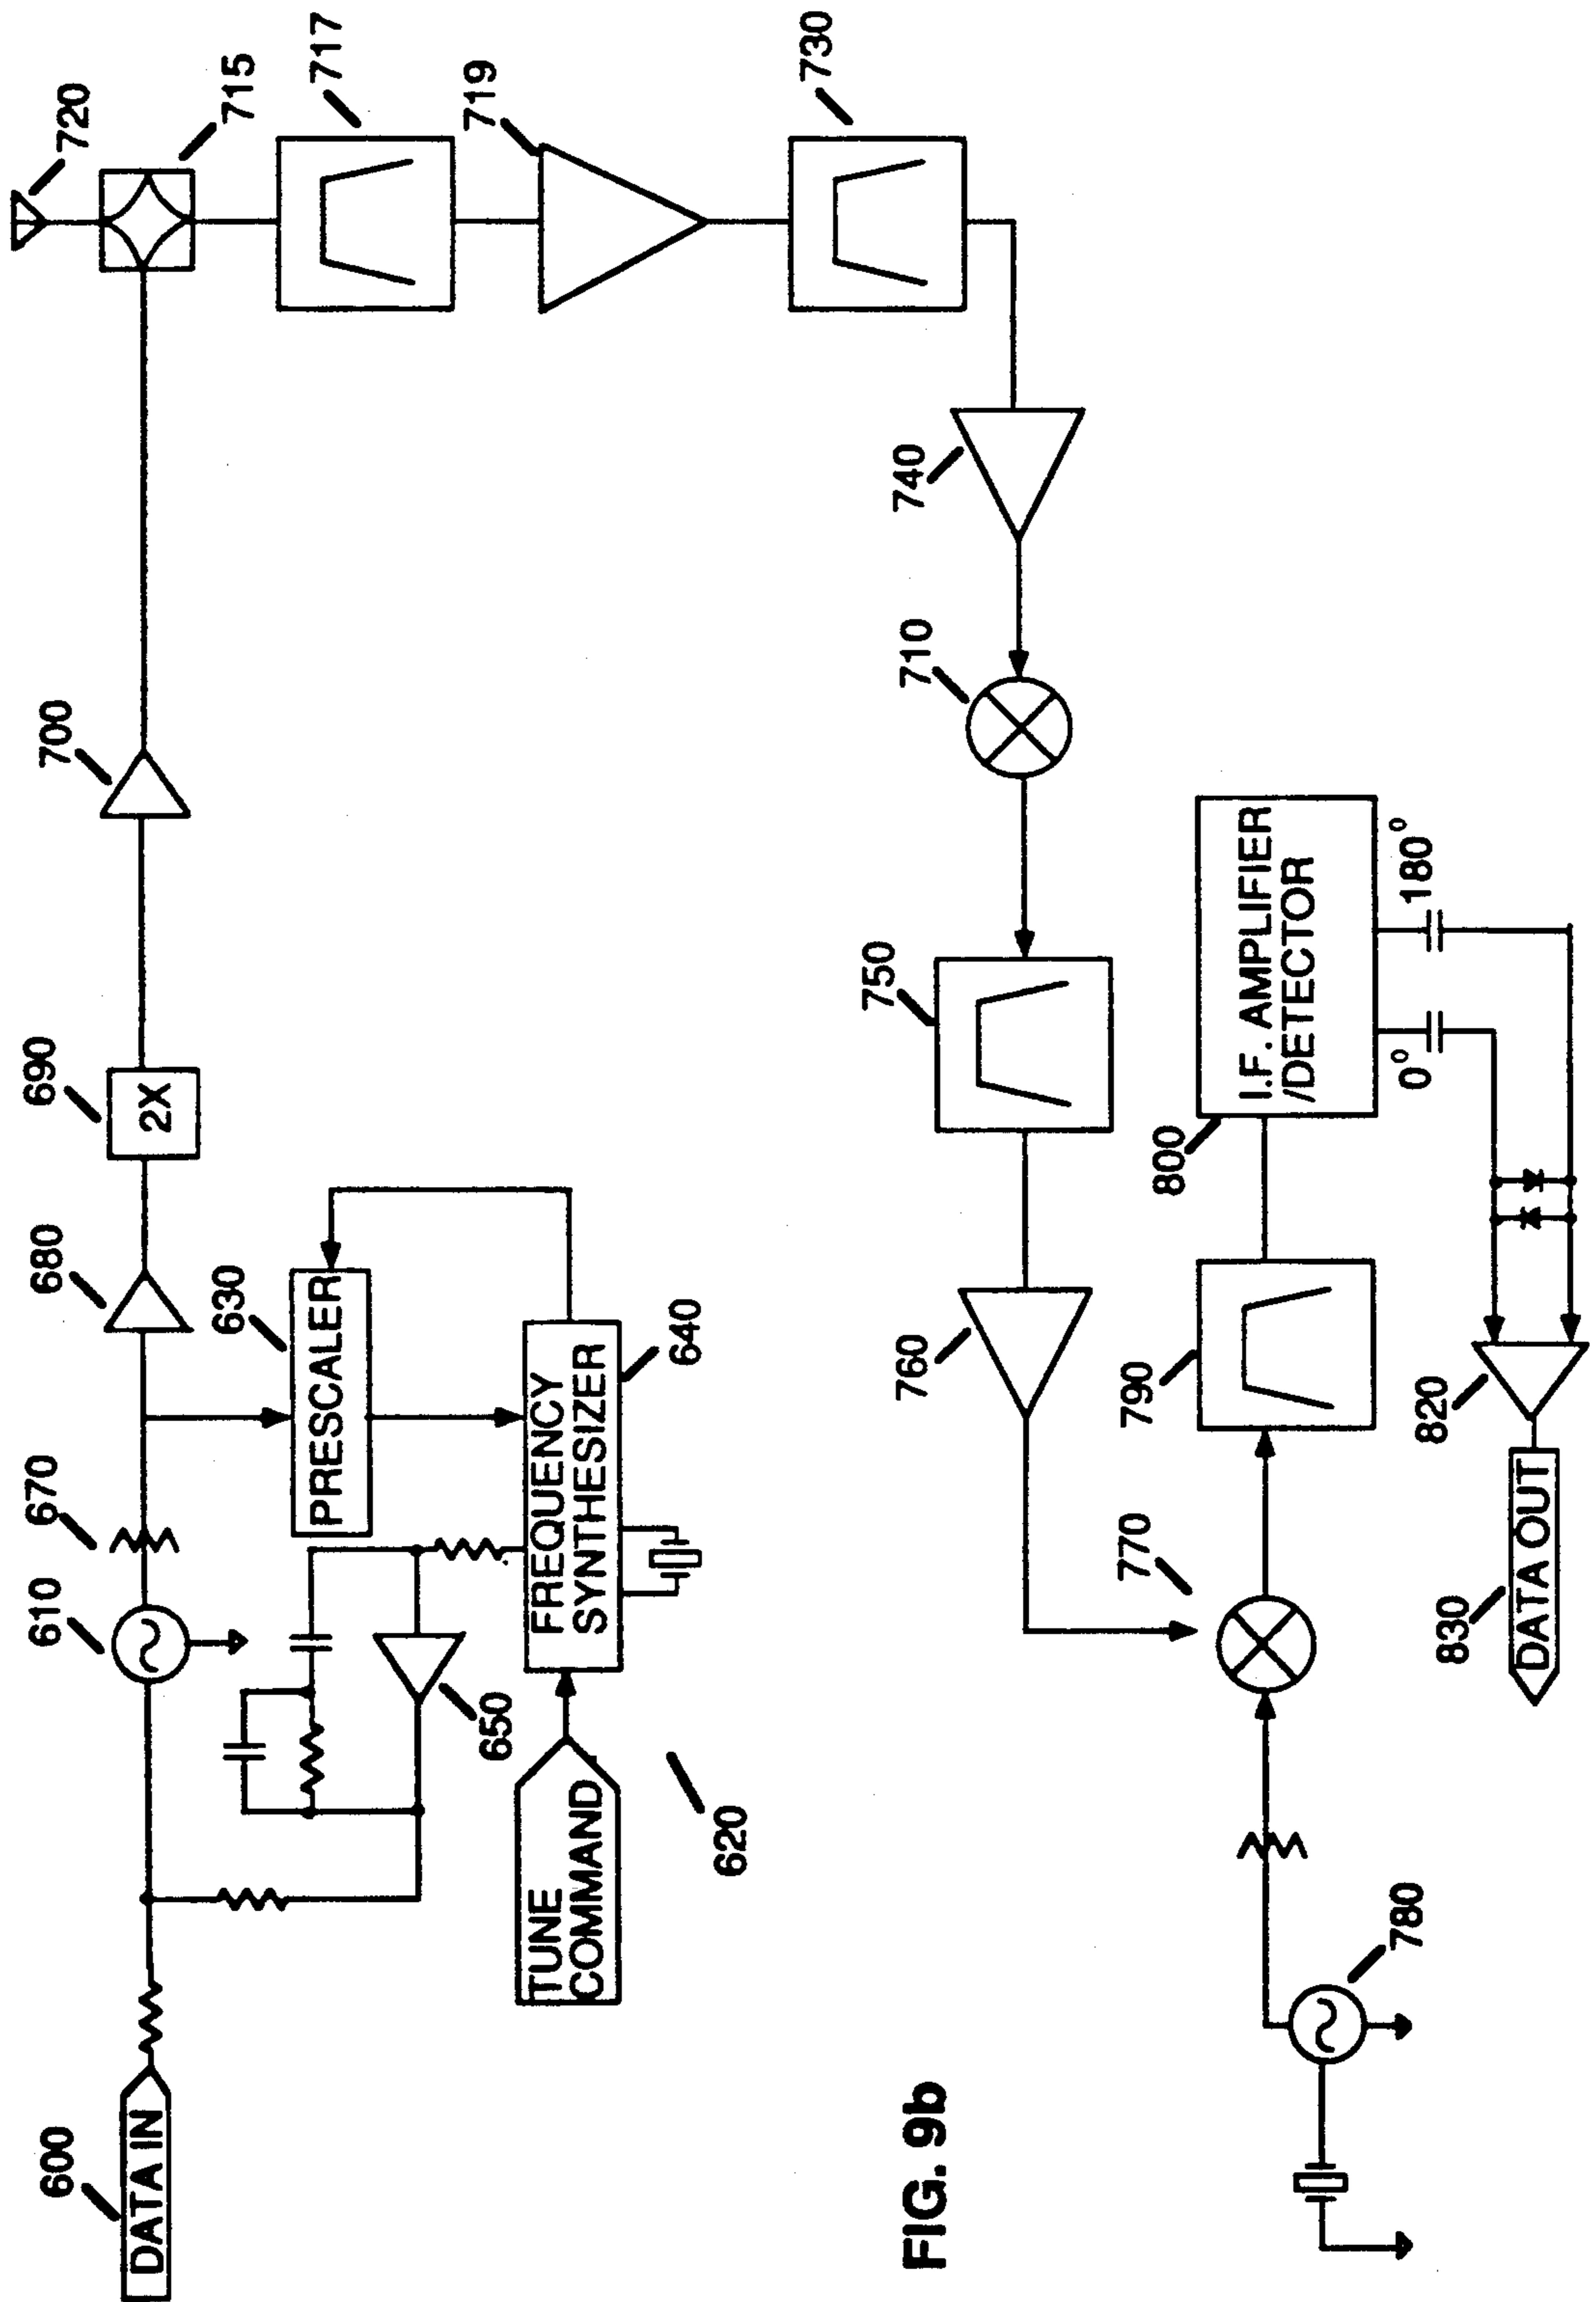 600
DATA IN
610
670
680
690
2X
700
720
715
717
719
730
630
PRESCALER
640
FREQUENCY
SYNTHESIZER
650
TUNE
COMMAND
620
740
710
750
760
770
780
790
800
I.F. AMPLIFIER
/DETECTOR
0°
180°
820
830
DATA OUT
FIG. 9b